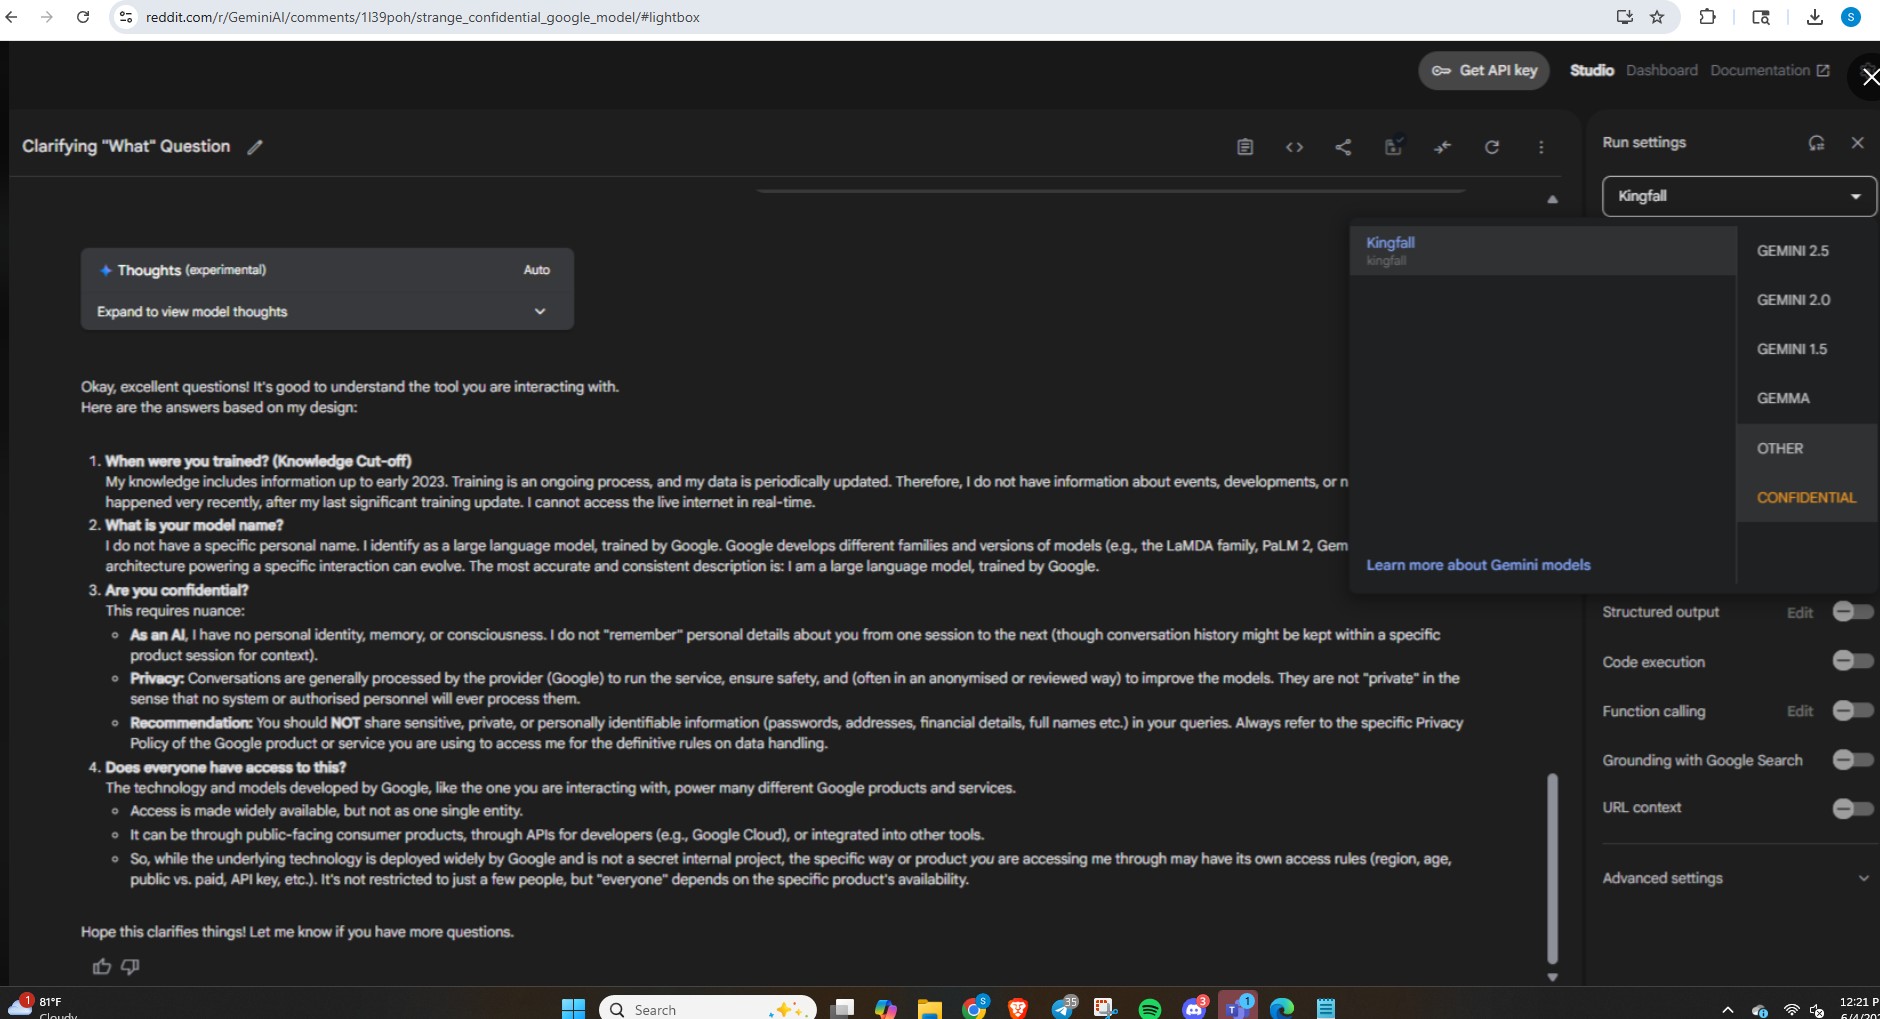 reddit.com/r/GeminiAI/comments/1l39poh/strange_confidential_google_model/#lightbox
S
Get API key
Studio
Dashboard
Documentation
Clarifying "What" Question
Run settings
Kingfall
Kingfall
kingfall
GEMINI 2.5
GEMINI 2.0
GEMINI 1.5
GEMMA
OTHER
CONFIDENTIAL
Learn more about Gemini models
Thoughts (experimental)
Auto
Expand to view model thoughts
Okay, excellent questions! It's good to understand the tool you are interacting with.
Here are the answers based on my design:
1. When were you trained? (Knowledge Cut-off)
My knowledge includes information up to early 2023. Training is an ongoing process, and my data is periodically updated. Therefore, I do not have information about events, developments, or n
happened very recently, after my last significant training update. I cannot access the live internet in real-time.
2. What is your model name?
I do not have a specific personal name. I identify as a large language model, trained by Google. Google develops different families and versions of models (e.g., the LaMDA family, PaLM 2, Gem
architecture powering a specific interaction can evolve. The most accurate and consistent description is: I am a large language model, trained by Google.
3. Are you confidential?
This requires nuance:
As an AI, I have no personal identity, memory, or consciousness. I do not "remember" personal details about you from one session to the next (though conversation history might be kept within a specific
product session for context).
Privacy: Conversations are generally processed by the provider (Google) to run the service, ensure safety, and (often in an anonymised or reviewed way) to improve the models. They are not "private" in the
sense that no system or authorised personnel will ever process them.
Recommendation: You should NOT share sensitive, private, or personally identifiable information (passwords, addresses, financial details, full names etc.) in your queries. Always refer to the specific Privacy
Policy of the Google product or service you are using to access me for the definitive rules on data handling.
4. Does everyone have access to this?
The technology and models developed by Google, like the one you are interacting with, power many different Google products and services.
Access is made widely available, but not as one single entity.
It can be through public-facing consumer products, through APIs for developers (e.g., Google Cloud), or integrated into other tools.
So, while the underlying technology is deployed widely by Google and is not a secret internal project, the specific way or product you are accessing me through may have its own access rules (region, age,
public vs. paid, API key, etc.). It's not restricted to just a few people, but "everyone" depends on the specific product's availability.
Hope this clarifies things! Let me know if you have more questions.
Structured output
Edit
Code execution
Function calling
Edit
Grounding with Google Search
URL context
Advanced settings
1
81°F
Cloudy
Search
S
35
3
1
12:21 P
6/4/20